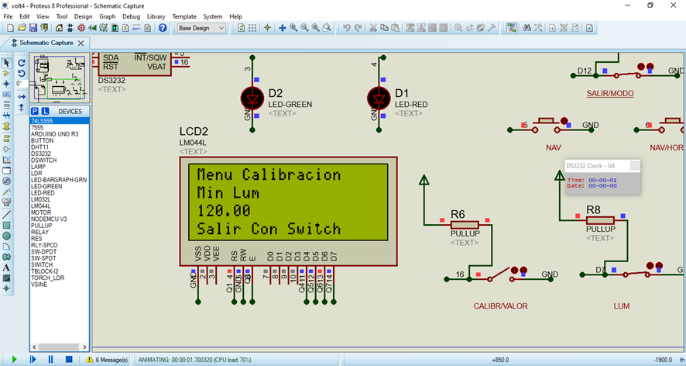 volt4 - Proteus 8 Professional - Schematic Capture
File Edit View Tool Design Graph Debug Library Template System Help
Base Design
Schematic Capture
P L DEVICES
74LS595
7555
ARDUINO UNO R3
BUTTON
DHT11
DS3232
DSWITCH
LAMP
LDR
LED-BARGRAPH-GRN
LED-GREEN
LED-RED
LM032L
LM044L
MOTOR
NODEMCU V3
PULLUP
RELAY
RES
RLY-SPCO
SW-DPDT
SW-SPDT
SWITCH
TBLOCK-I2
TORCH_LDR
VSINE
SDA INT/SQW
RST VBAT 16
DS3232
<TEXT>
3
D2
LED-GREEN
<TEXT>
GND
4
D1
LED-RED
<TEXT>
GND
LCD2
LM044L
<TEXT>
Menu Calibracion
Min Lum
120.00
Salir Con Switch
VSS VDD VEE RS RW E D0 D1 D2 D3 D4 D5 D6 D7
D12 GND
SALIR/MODO
GND
NAV
GND
NAV/HOR
DS3232 Clock - U4
Time: 00-00-01
Date: 00-00-00
R6
PULLUP
<TEXT>
R8
PULLUP
<TEXT>
16 GND
CALIBR/VALOR
D7
LUM
6 Message(s)
ANIMATING: 00:00:01.700320 (CPU load 70%)
+850.0
-1900.0
th